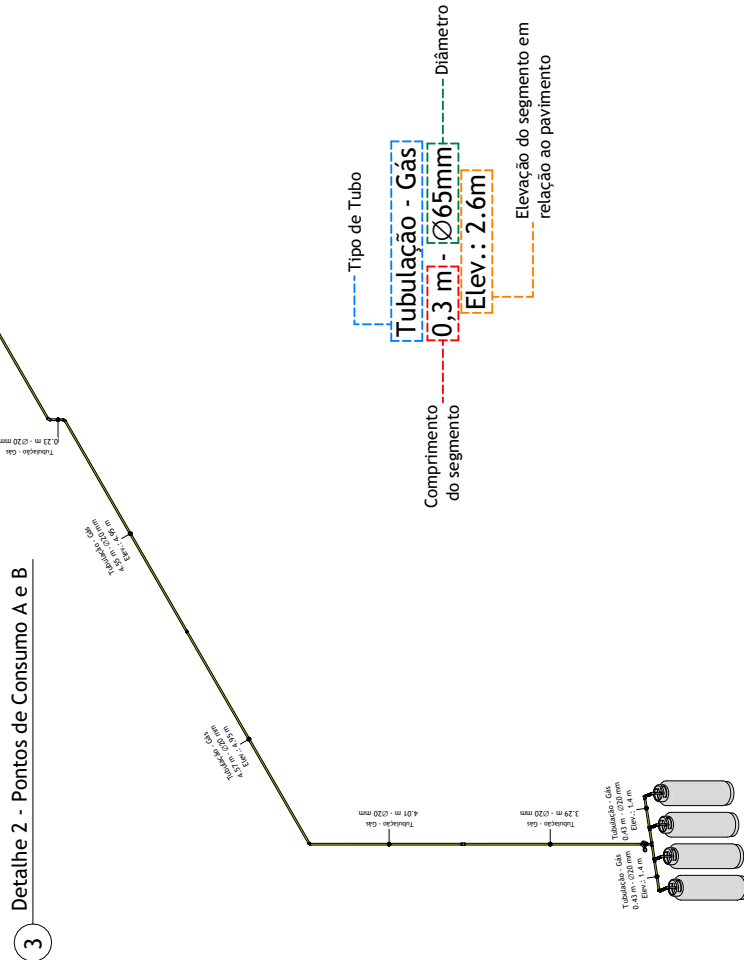 3
Detalhe 2 - Pontos de Consumo A e B
Tubulação - Gás
0.23 m - Ø20 mm
Tubulação - Gás
4.55 m - Ø20 mm
Elev.: 4.95 m
Tubulação - Gás
4.57 m - Ø20 mm
Elev.: 4.95 m
Tubulação - Gás
4.01 m - Ø20 mm
Tubulação - Gás
3.29 m - Ø20 mm
Tubulação - Gás
0.43 m - Ø20 mm
Elev.: 1.4 m
Tubulação - Gás
0.43 m - Ø20 mm
Elev.: 1.4 m
Tipo de Tubo
Tubulação - Gás
0,3 m - Ø65mm
Elev.: 2.6m
Diâmetro
Comprimento
do segmento
Elevação do segmento em
relação ao pavimento